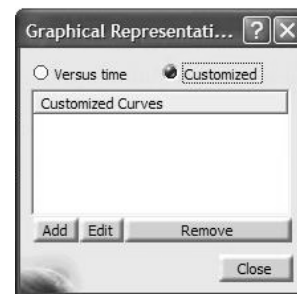 Graphical Representati... ? X
Versus time Customized
Customized Curves
Add Edit Remove
Close